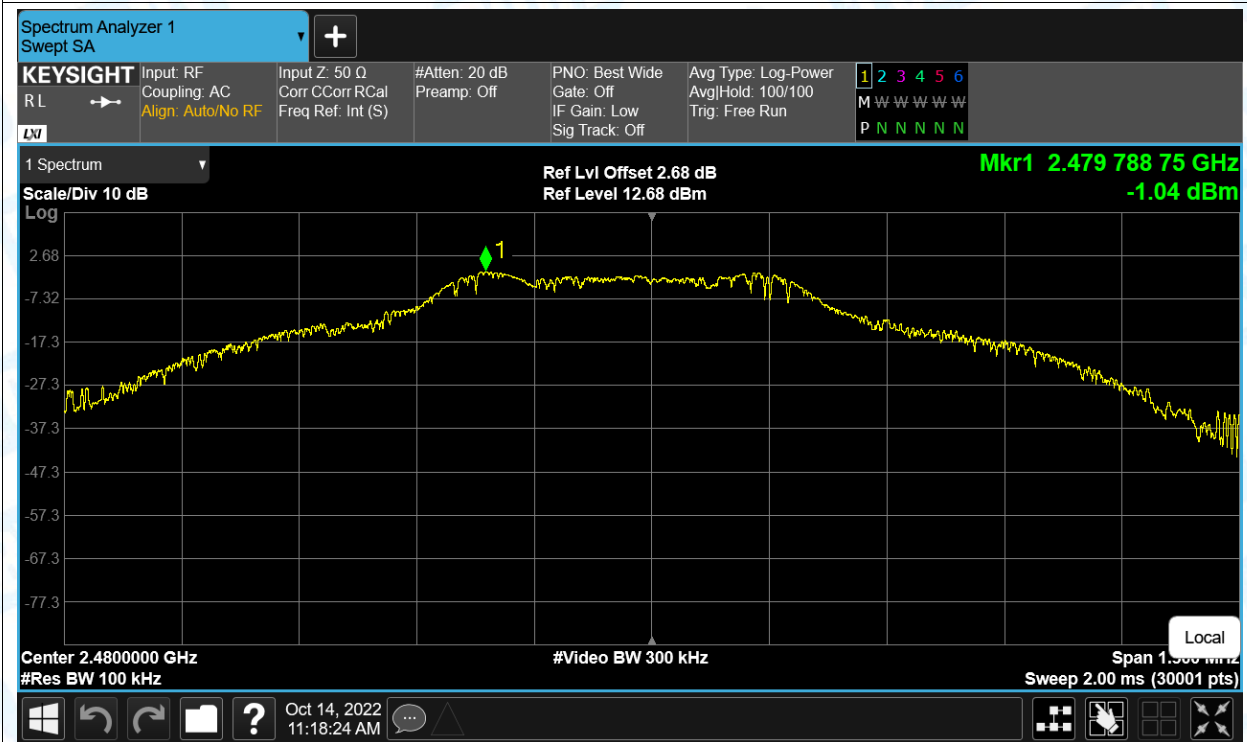 Spectrum Analyzer 1
Swept SA
KEYSIGHT
R L
LXI
Input: RF
Coupling: AC
Align: Auto/No RF
Input Z: 50 Ω
Corr CCorr RCal
Freq Ref: Int (S)
#Atten: 20 dB
Preamp: Off
PNO: Best Wide
Gate: Off
IF Gain: Low
Sig Track: Off
Avg Type: Log-Power
Avg|Hold: 100/100
Trig: Free Run
1 2 3 4 5 6
M W W W W W
P N N N N N
1 Spectrum
Scale/Div 10 dB
Log
Ref Lvl Offset 2.68 dB
Ref Level 12.68 dBm
Mkr1 2.479 788 75 GHz
-1.04 dBm
1
2.68
-7.32
-17.3
-27.3
-37.3
-47.3
-57.3
-67.3
-77.3
Local
Center 2.4800000 GHz
#Video BW 300 kHz
Span
#Res BW 100 kHz
Sweep 2.00 ms (30001 pts)
?
Oct 14, 2022
11:18:24 AM